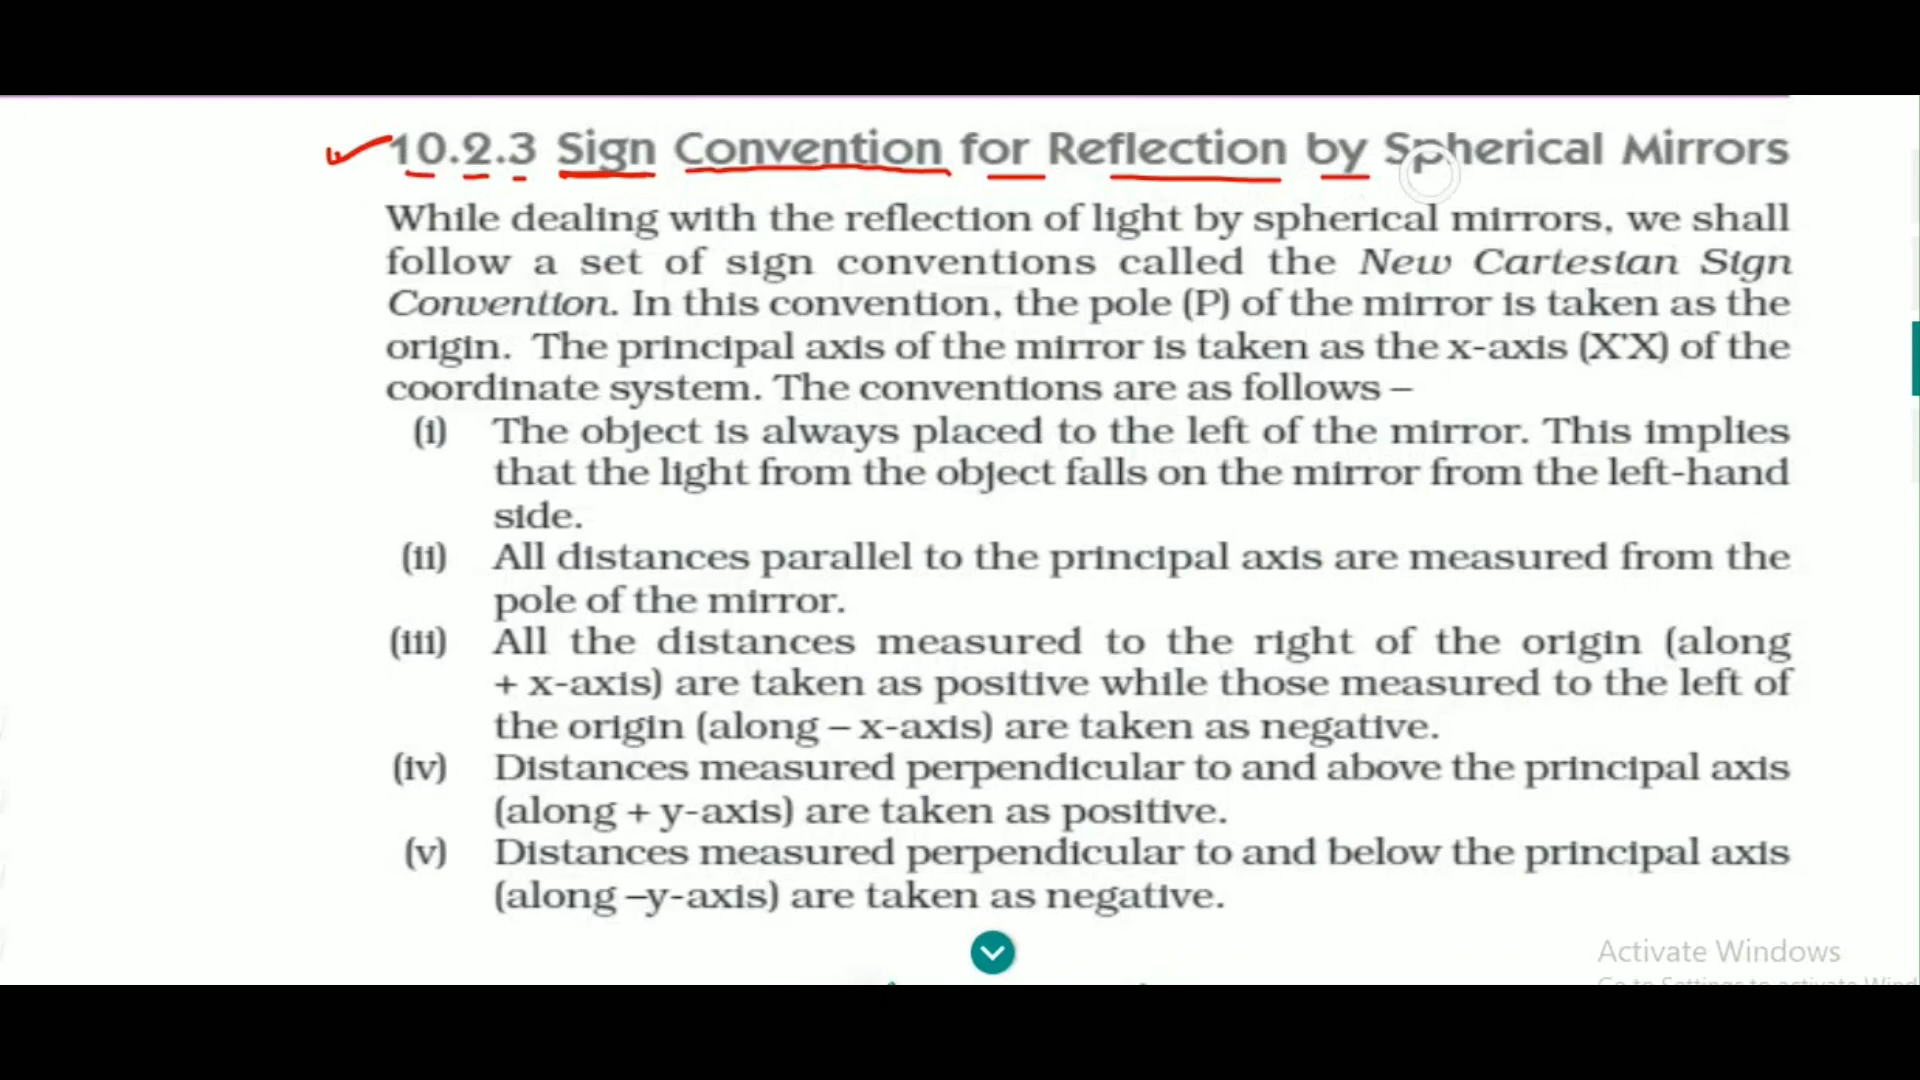 10.2.3 Sign Convention for Reflection by Spherical Mirrors
While dealing with the reflection of light by spherical mirrors, we shall
follow a set of sign conventions called the New Cartesian Sign
Convention. In this convention, the pole (P) of the mirror is taken as the
origin. The principal axis of the mirror is taken as the x-axis (X'X) of the
coordinate system. The conventions are as follows –
(i) The object is always placed to the left of the mirror. This implies
that the light from the object falls on the mirror from the left-hand
side.
(ii) All distances parallel to the principal axis are measured from the
pole of the mirror.
(iii) All the distances measured to the right of the origin (along
+ x-axis) are taken as positive while those measured to the left of
the origin (along – x-axis) are taken as negative.
(iv) Distances measured perpendicular to and above the principal axis
(along + y-axis) are taken as positive.
(v) Distances measured perpendicular to and below the principal axis
(along –y-axis) are taken as negative.
Activate Windows